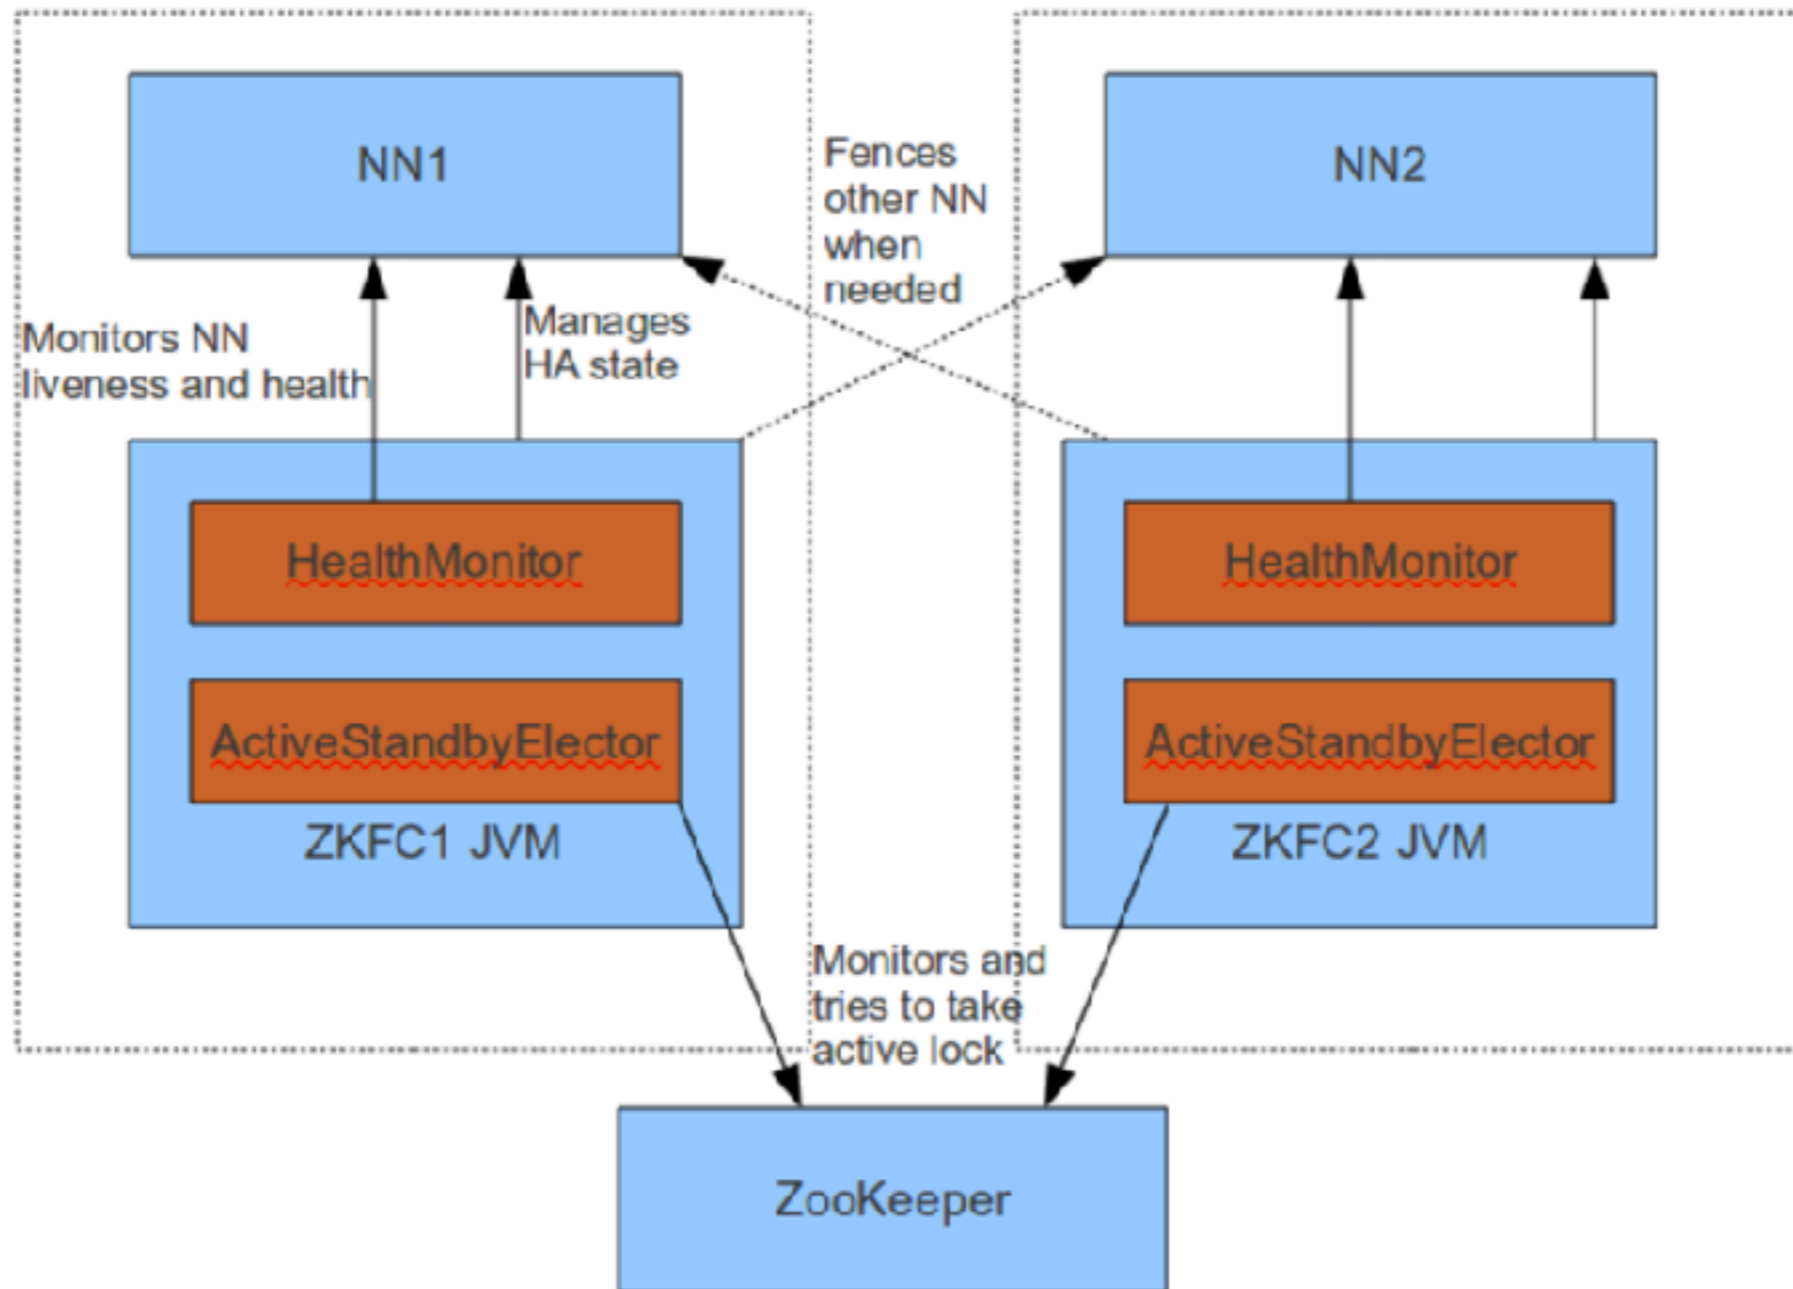 NN1
NN2
Fences
other NN
when
needed
Monitors NN
liveness and health
Manages
HA state
HealthMonitor
HealthMonitor
ActiveStandbyElector
ActiveStandbyElector
ZKFC1 JVM
ZKFC2 JVM
Monitors and
tries to take
active lock
ZooKeeper